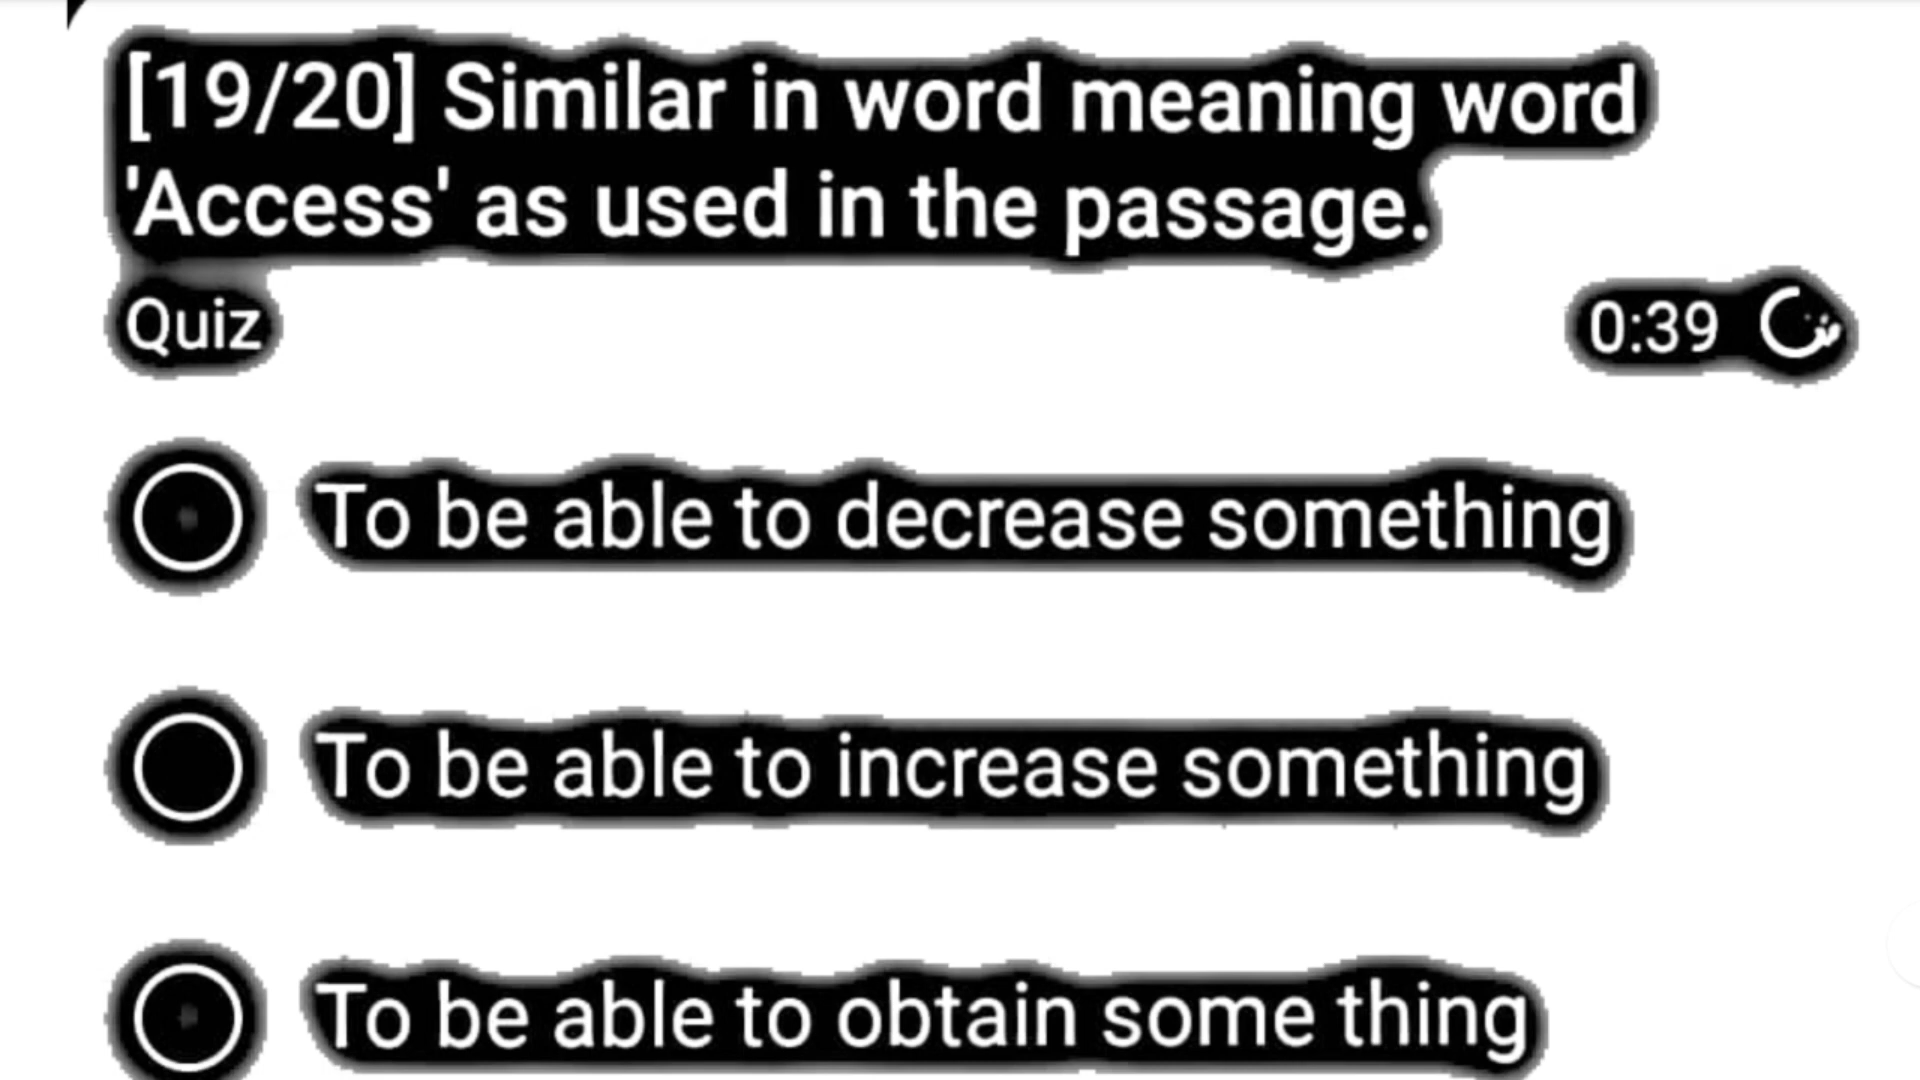 [19/20] Similar in word meaning word
'Access' as used in the passage.
Quiz
0:39
To be able to decrease something
To be able to increase something
To be able to obtain some thing